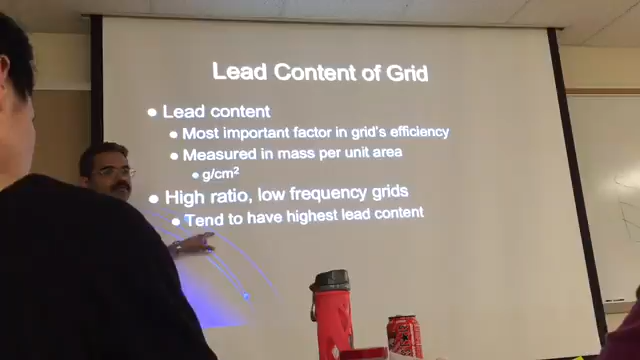 Lead Content of Grid
• Lead content
• Most important factor in grid's efficiency
• Measured in mass per unit area
• g/cm²
• High ratio, low frequency grids
• Tend to have highest lead content